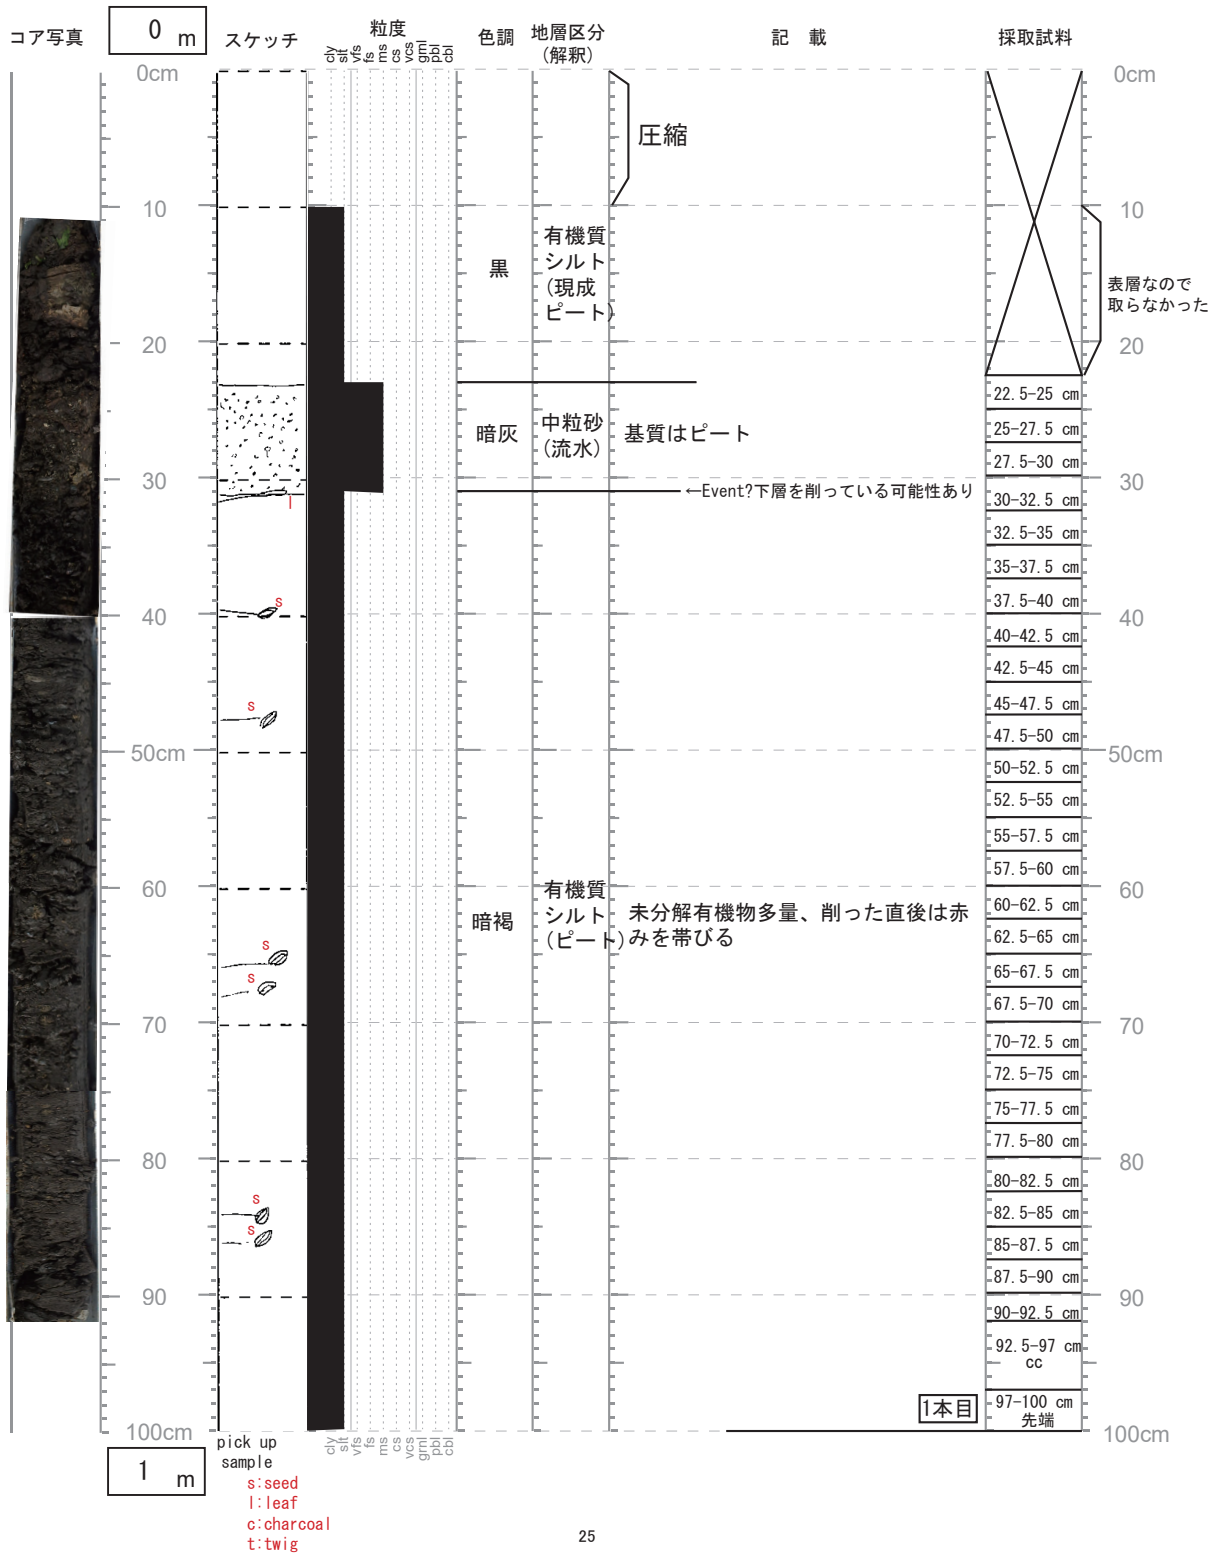 コア写真
0 m
スケッチ
粒度
cly
slt
vfs
fs
ms
cs
vcs
grnl
pbl
cbl
色調
地層区分
(解釈)
記 載
採取試料
0cm
10
20
30
40
50cm
60
70
80
90
100cm
圧縮
黒
有機質
シルト
(現成
ピート)
暗灰
中粒砂
(流水)
基質はピート
←Event?下層を削っている可能性あり
l
s
s
s
s
s
s
暗褐
有機質
シルト
(ピート)
未分解有機物多量、削った直後は赤
みを帯びる
1本目
22.5-25 cm
25-27.5 cm
27.5-30 cm
30-32.5 cm
32.5-35 cm
35-37.5 cm
37.5-40 cm
40-42.5 cm
42.5-45 cm
45-47.5 cm
47.5-50 cm
50-52.5 cm
52.5-55 cm
55-57.5 cm
57.5-60 cm
60-62.5 cm
62.5-65 cm
65-67.5 cm
67.5-70 cm
70-72.5 cm
72.5-75 cm
75-77.5 cm
77.5-80 cm
80-82.5 cm
82.5-85 cm
85-87.5 cm
87.5-90 cm
90-92.5 cm
92.5-97 cm
cc
97-100 cm
先端
0cm
10
表層なので
取らなかった
20
30
40
50cm
60
70
80
90
100cm
cly
slt
vfs
fs
ms
cs
vcs
grnl
pbl
cbl
1 m
pick up
sample
s:seed
l:leaf
c:charcoal
t:twig
25